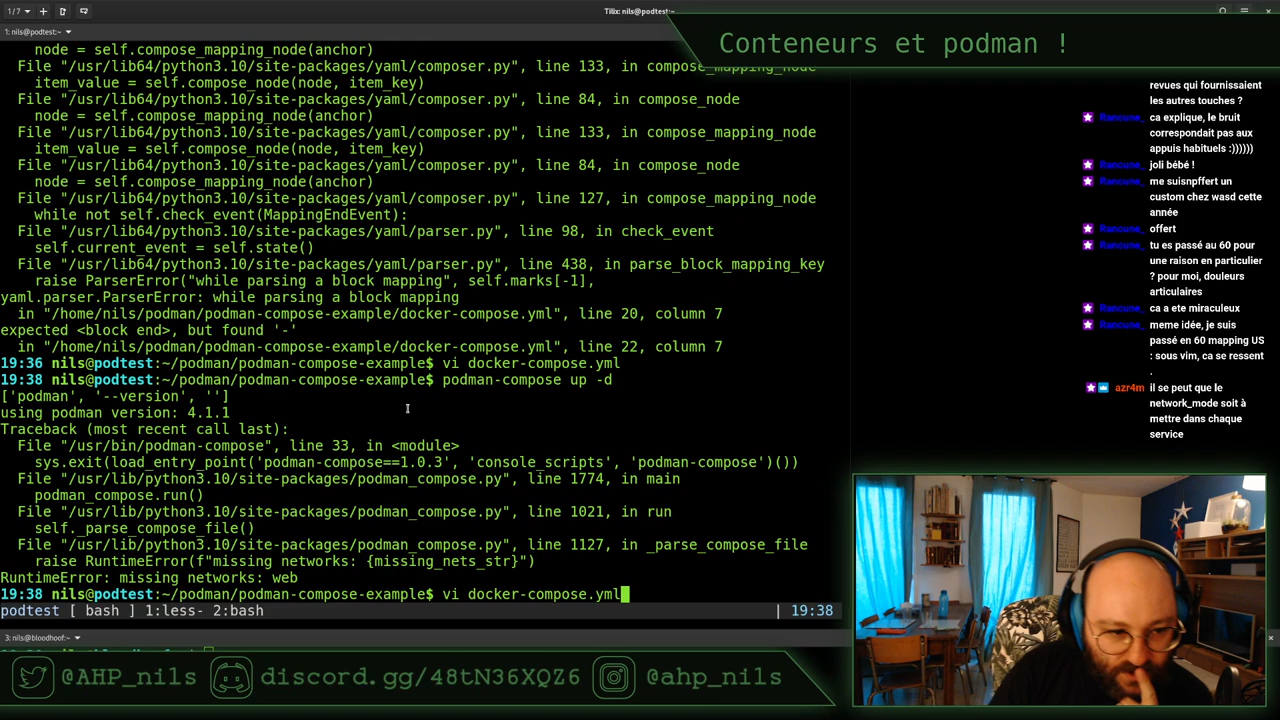 1/7
Tilix: nils@podtest:~
1: nils@podtest:~
Conteneurs et podman !
node = self.compose_mapping_node(anchor)
File "/usr/lib64/python3.10/site-packages/yaml/composer.py", line 133, in compose_mapping_node
item_value = self.compose_node(node, item_key)
File "/usr/lib64/python3.10/site-packages/yaml/composer.py", line 84, in compose_node
node = self.compose_mapping_node(anchor)
File "/usr/lib64/python3.10/site-packages/yaml/composer.py", line 133, in compose_mapping_node
item_value = self.compose_node(node, item_key)
File "/usr/lib64/python3.10/site-packages/yaml/composer.py", line 84, in compose_node
node = self.compose_mapping_node(anchor)
File "/usr/lib64/python3.10/site-packages/yaml/composer.py", line 127, in compose_mapping_node
while not self.check_event(MappingEndEvent):
File "/usr/lib64/python3.10/site-packages/yaml/parser.py", line 98, in check_event
self.current_event = self.state()
File "/usr/lib64/python3.10/site-packages/yaml/parser.py", line 438, in parse_block_mapping_key
raise ParserError("while parsing a block mapping", self.marks[-1],
yaml.parser.ParserError: while parsing a block mapping
in "/home/nils/podman/podman-compose-example/docker-compose.yml", line 20, column 7
expected <block end>, but found '-'
in "/home/nils/podman/podman-compose-example/docker-compose.yml", line 22, column 7
19:36 nils@podtest:~/podman/podman-compose-example$ vi docker-compose.yml
19:38 nils@podtest:~/podman/podman-compose-example$ podman-compose up -d
['podman', '--version', '']
using podman version: 4.1.1
Traceback (most recent call last):
File "/usr/bin/podman-compose", line 33, in <module>
sys.exit(load_entry_point('podman-compose==1.0.3', 'console_scripts', 'podman-compose')())
File "/usr/lib/python3.10/site-packages/podman_compose.py", line 1774, in main
podman_compose.run()
File "/usr/lib/python3.10/site-packages/podman_compose.py", line 1021, in run
self._parse_compose_file()
File "/usr/lib/python3.10/site-packages/podman_compose.py", line 1127, in _parse_compose_file
raise RuntimeError(f"missing networks: {missing_nets_str}")
RuntimeError: missing networks: web
19:38 nils@podtest:~/podman/podman-compose-example$ vi docker-compose.yml
podtest [ bash ] 1:less- 2:bash | 19:38
3: nils@bloodhoof:~
revues qui fournissaient
les autres touches ?
Rancune_ ca explique, le bruit
correspondait pas aux
appuis habituels :))))))
Rancune_ joli bébé !
Rancune_ me suisnpffert un
custom chez wasd cette
année
Rancune_ offert
Rancune_ tu es passé au 60 pour
une raison en particulier
? pour moi, douleurs
articulaires
Rancune_ ca a ete miraculeux
Rancune_ meme idée, je suis
passé en 60 mapping US
: sous vim, ca se ressent
.
azr4m il se peut que le
network_mode soit à
mettre dans chaque
service
@AHP_nils
discord.gg/48tN36XQZ6
@ahp_nils